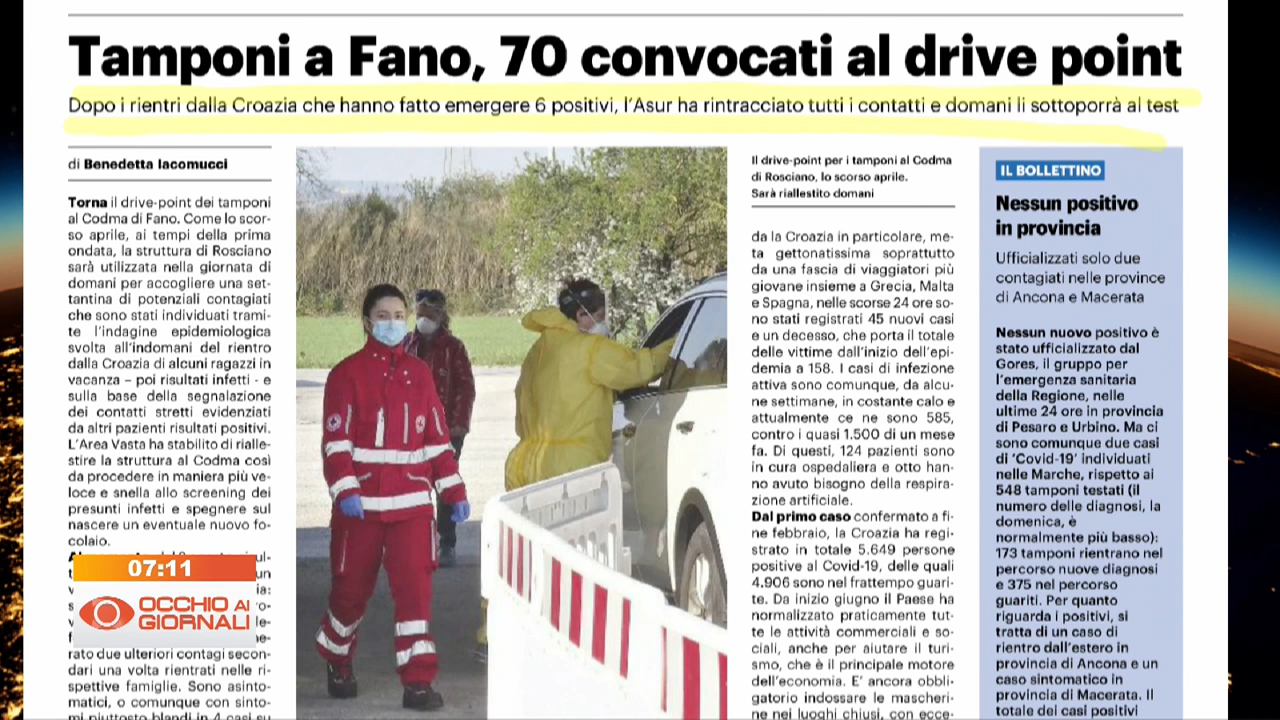 Tamponi a Fano, 70 convocati al drive point
Dopo i rientri dalla Croazia che hanno fatto emergere 6 positivi, l'Asur ha rintracciato tutti i contatti e domani li sottoporrà al test
di Benedetta Iacomucci
Torna il drive-point dei tamponi
al Codma di Fano. Come lo scor-
so aprile, ai tempi della prima
ondata, la struttura di Rosciano
sarà utilizzata nella giornata di
domani per accogliere una set-
tantina di potenziali contagiati
che sono stati individuati trami-
te l'indagine epidemiologica
svolta all'indomani del rientro
dalla Croazia di alcuni ragazzi in
vacanza – poi risultati infetti - e
sulla base della segnalazione
dei contatti stretti evidenziati
da altri pazienti risultati positivi.
L'Area Vasta ha stabilito di rialle-
stire la struttura al Codma così
da procedere in maniera più ve-
loce e snella allo screening dei
presunti infetti e spegnere sul
nascere un eventuale nuovo fo-
colaio.
07:11
OCCHIO AI
GIORNALI
rato due ulteriori contagi secon-
dari una volta rientrati nelle ri-
spettive famiglie. Sono asinto-
matici, o comunque con sinto-
mi piuttosto blandi in 4 casi su
Il drive-point per i tamponi al Codma
di Rosciano, lo scorso aprile.
Sarà riallestito domani
da la Croazia in particolare, me-
ta gettonatissima soprattutto
da una fascia di viaggiatori più
giovane insieme a Grecia, Malta
e Spagna, nelle scorse 24 ore so-
no stati registrati 45 nuovi casi
e un decesso, che porta il totale
delle vittime dall'inizio dell'epi-
demia a 158. I casi di infezione
attiva sono comunque, da alcu-
ne settimane, in costante calo e
attualmente ce ne sono 585,
contro i quasi 1.500 di un mese
fa. Di questi, 124 pazienti sono
in cura ospedaliera e otto han-
no avuto bisogno della respira-
zione artificiale.
Dal primo caso confermato a fi-
ne febbraio, la Croazia ha regi-
strato in totale 5.649 persone
positive al Covid-19, delle quali
4.906 sono nel frattempo guari-
te. Da inizio giugno il Paese ha
normalizzato praticamente tut-
te le attività commerciali e so-
ciali, anche per aiutare il turi-
smo, che è il principale motore
dell'economia. E' ancora obbli-
gatorio indossare le mascheri-
ne nei luoghi chiusi, con ecce-
IL BOLLETTINO
Nessun positivo
in provincia
Ufficializzati solo due
contagiati nelle province
di Ancona e Macerata
Nessun nuovo positivo è
stato ufficializzato dal
Gores, il gruppo per
l'emergenza sanitaria
della Regione, nelle
ultime 24 ore in provincia
di Pesaro e Urbino. Ma ci
sono comunque due casi
di 'Covid-19' individuati
nelle Marche, rispetto ai
548 tamponi testati (il
numero delle diagnosi, la
domenica, è
normalmente più basso):
173 tamponi rientrano nel
percorso nuove diagnosi
e 375 nel percorso
guariti. Per quanto
riguarda i positivi, si
tratta di un caso di
rientro dall'estero in
provincia di Ancona e un
caso sintomatico in
provincia di Macerata. Il
totale dei casi positivi